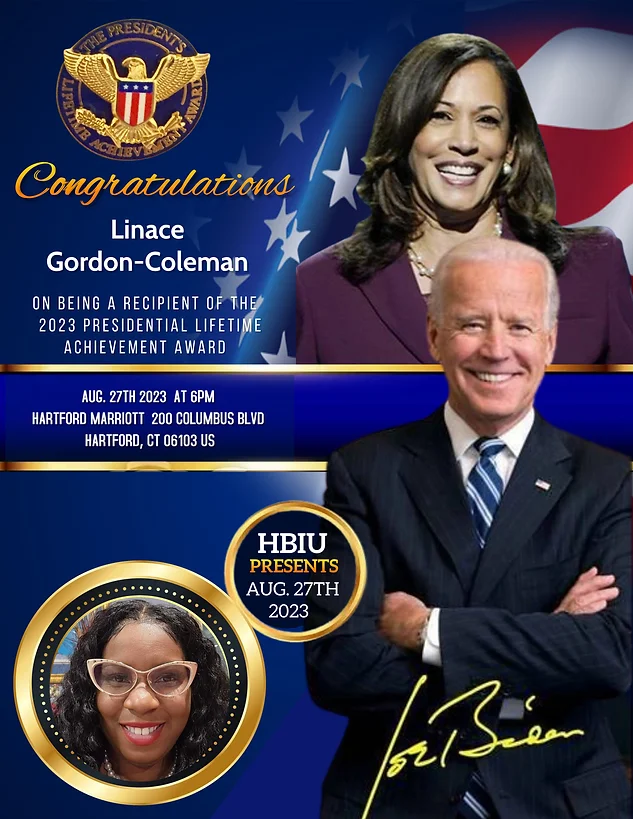 THE PRESIDENT'S
LIFETIME ACHIEVEMENT AWARD
Congratulations
Linace
Gordon-Coleman
ON BEING A RECIPIENT OF THE
2023 PRESIDENTIAL LIFETIME
ACHIEVEMENT AWARD
AUG. 27TH 2023 AT 6PM
HARTFORD MARRIOTT 200 COLUMBUS BLVD
HARTFORD, CT 06103 US
HBIU
PRESENTS
AUG. 27TH
2023
Joe Biden